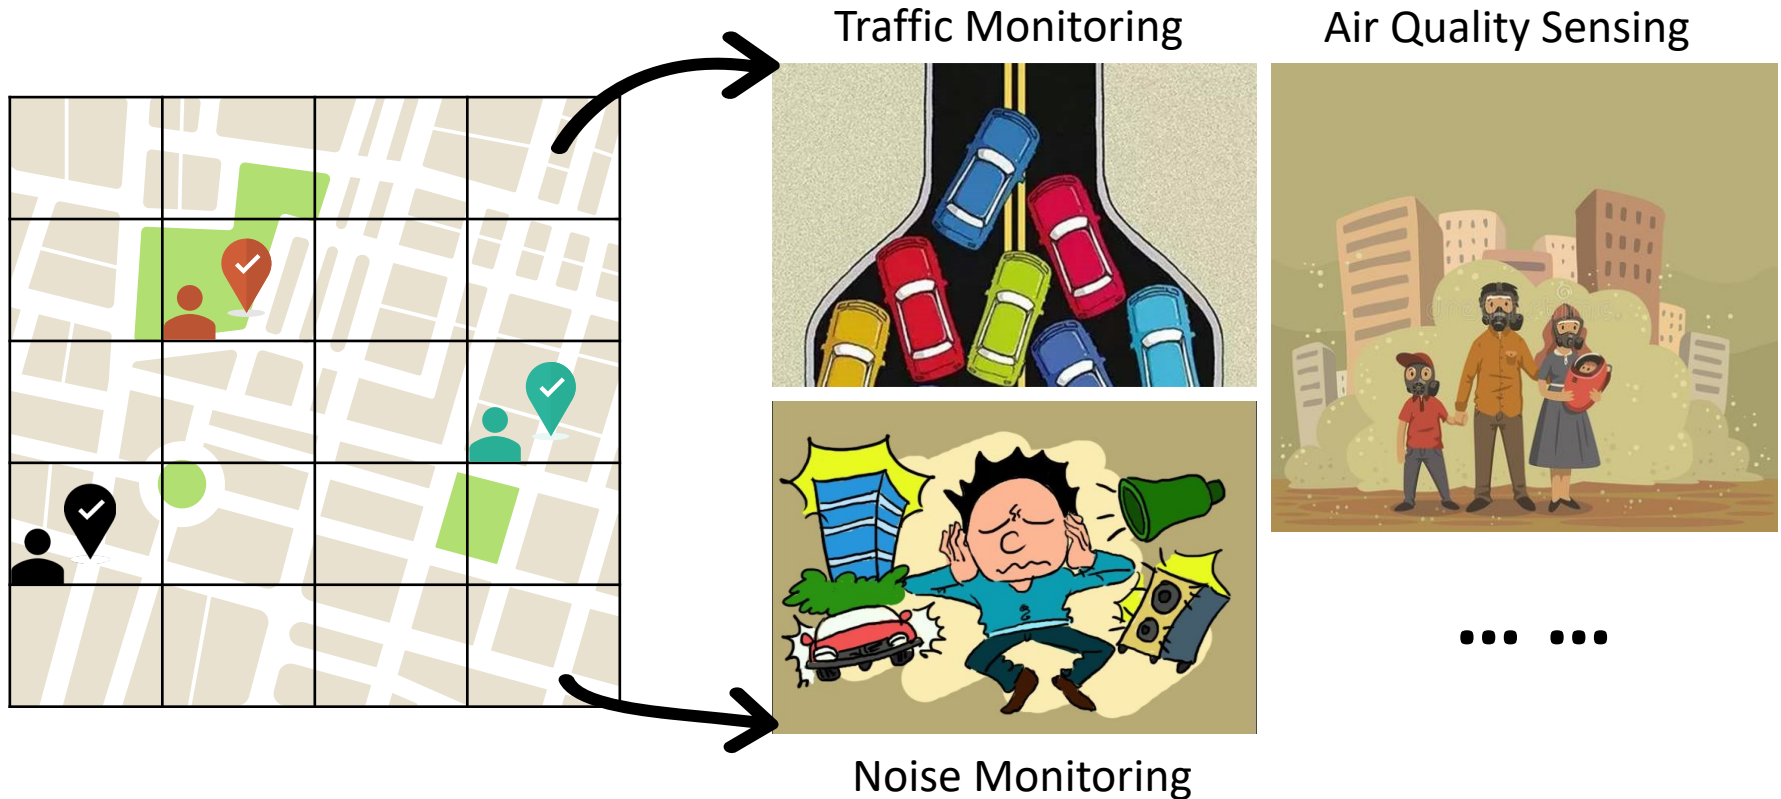 Traffic Monitoring
Air Quality Sensing
Noise Monitoring
... ...